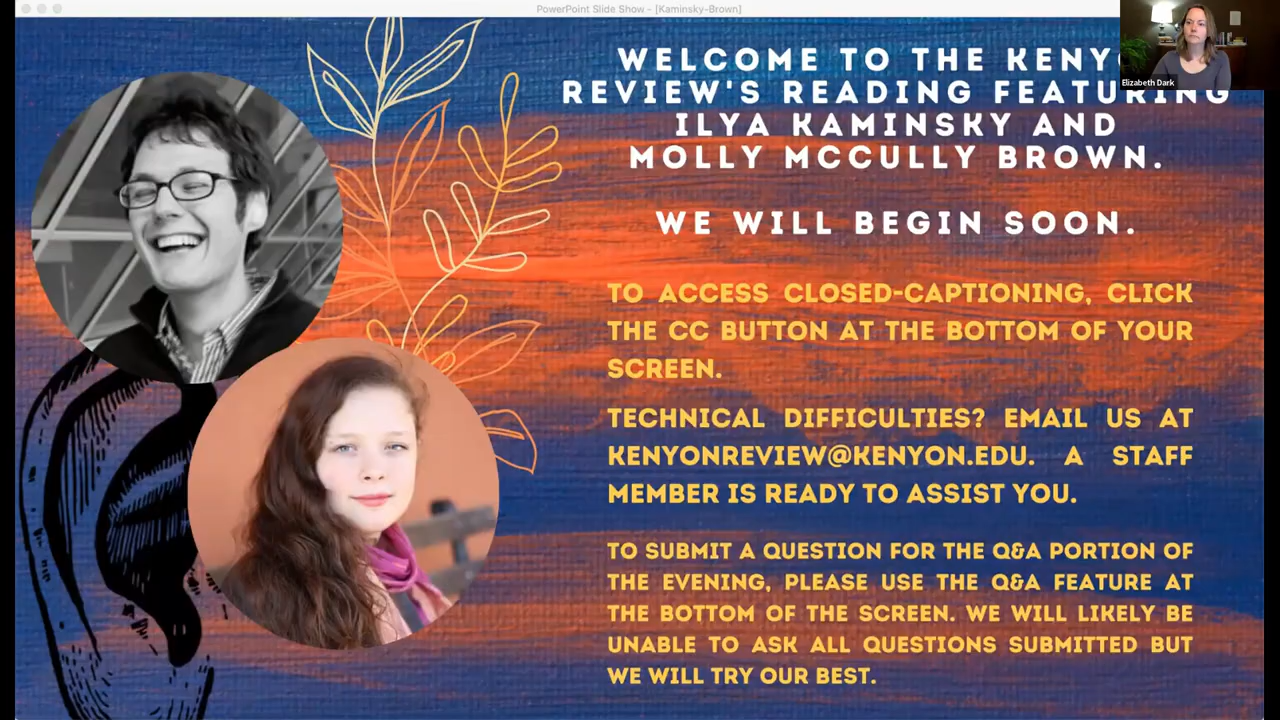 PowerPoint Slide Show - [Kaminsky-Brown]
WELCOME TO THE
REVIEW'S READING FEATURING
ILYA KAMINSKY AND
MOLLY MCCULLY BROWN.
WE WILL BEGIN SOON.
TO ACCESS CLOSED-CAPTIONING, CLICK
THE CC BUTTON AT THE BOTTOM OF YOUR
SCREEN.
TECHNICAL DIFFICULTIES? EMAIL US AT
KENYONREVIEW@KENYON.EDU. A STAFF
MEMBER IS READY TO ASSIST YOU.
TO SUBMIT A QUESTION FOR THE Q&A PORTION OF
THE EVENING, PLEASE USE THE Q&A FEATURE AT
THE BOTTOM OF THE SCREEN. WE WILL LIKELY BE
UNABLE TO ASK ALL QUESTIONS SUBMITTED BUT
WE WILL TRY OUR BEST.
Elizabeth Dark